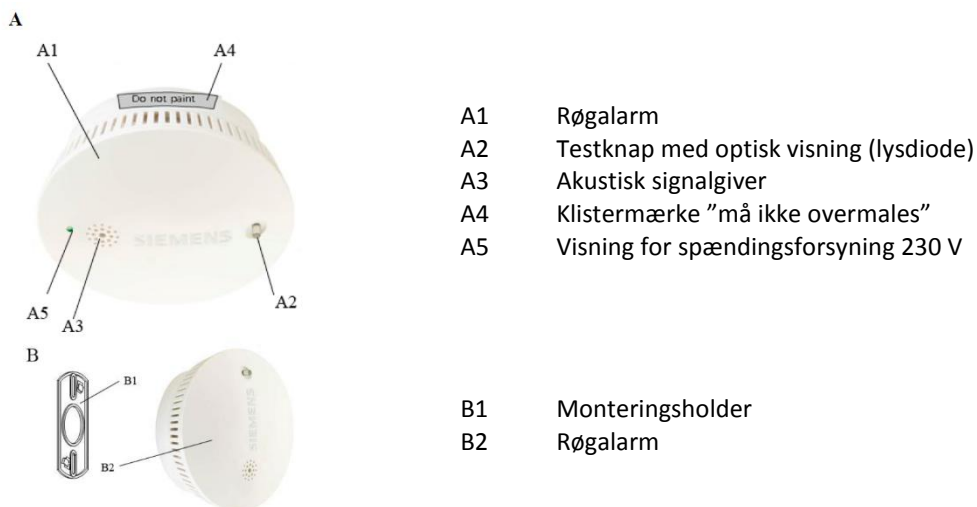 A
A1
A4
Do not paint
SIEMENS
A5
A3
A2
A1 Røgalarm
A2 Testknap med optisk visning (lysdiode)
A3 Akustisk signalgiver
A4 Klistermærke ”må ikke overmales”
A5 Visning for spændingsforsyning 230 V
B
B1
B2
SIEMENS
B1 Monteringsholder
B2 Røgalarm